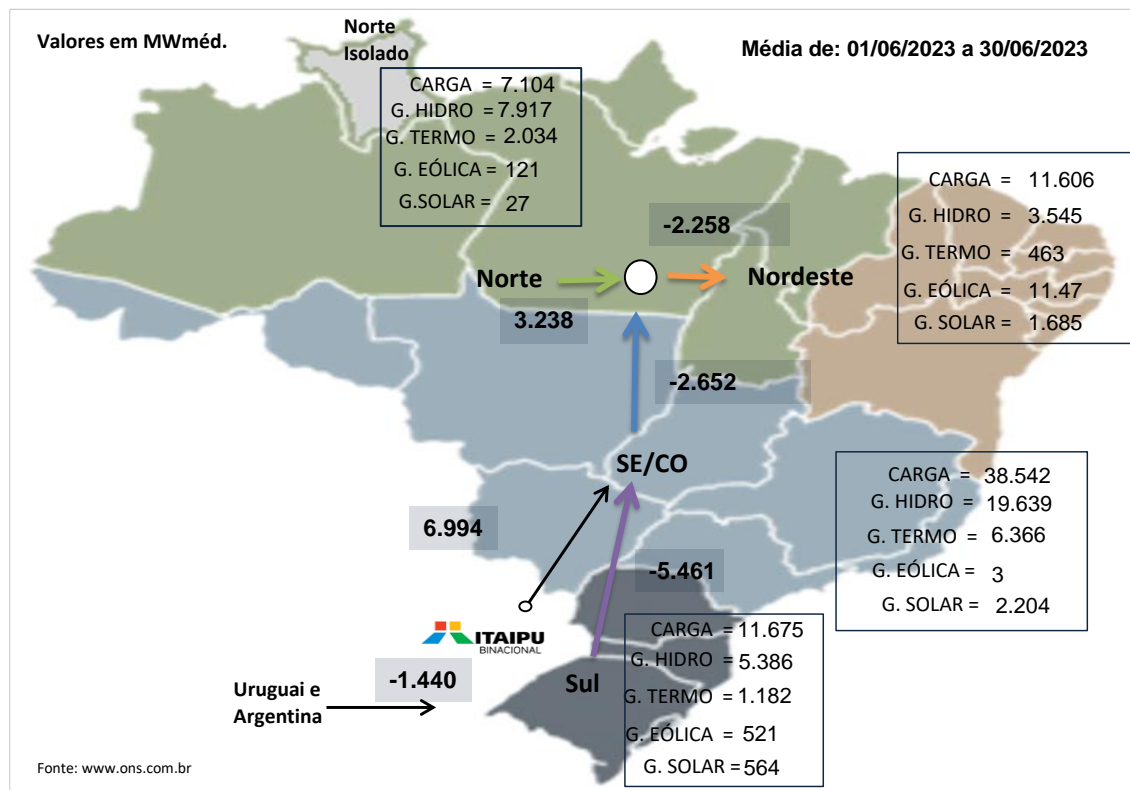 Valores em MWméd.
Norte
Isolado
Média de: 01/06/2023 a 30/06/2023
CARGA = 7.104
G. HIDRO = 7.917
G. TERMO = 2.034
G. EÓLICA = 121
G.SOLAR = 27
CARGA = 11.606
G. HIDRO = 3.545
G. TERMO = 463
G. EÓLICA = 11.47
G. SOLAR = 1.685
-2.258
Norte
Nordeste
3.238
-2.652
SE/CO
CARGA = 38.542
G. HIDRO = 19.639
G. TERMO = 6.366
G. EÓLICA = 3
G. SOLAR = 2.204
6.994
-5.461
ITAIPU
BINACIONAL
CARGA = 11.675
G. HIDRO = 5.386
G. TERMO = 1.182
G. EÓLICA = 521
G. SOLAR = 564
-1.440
Sul
Uruguai e
Argentina
Fonte: www.ons.com.br